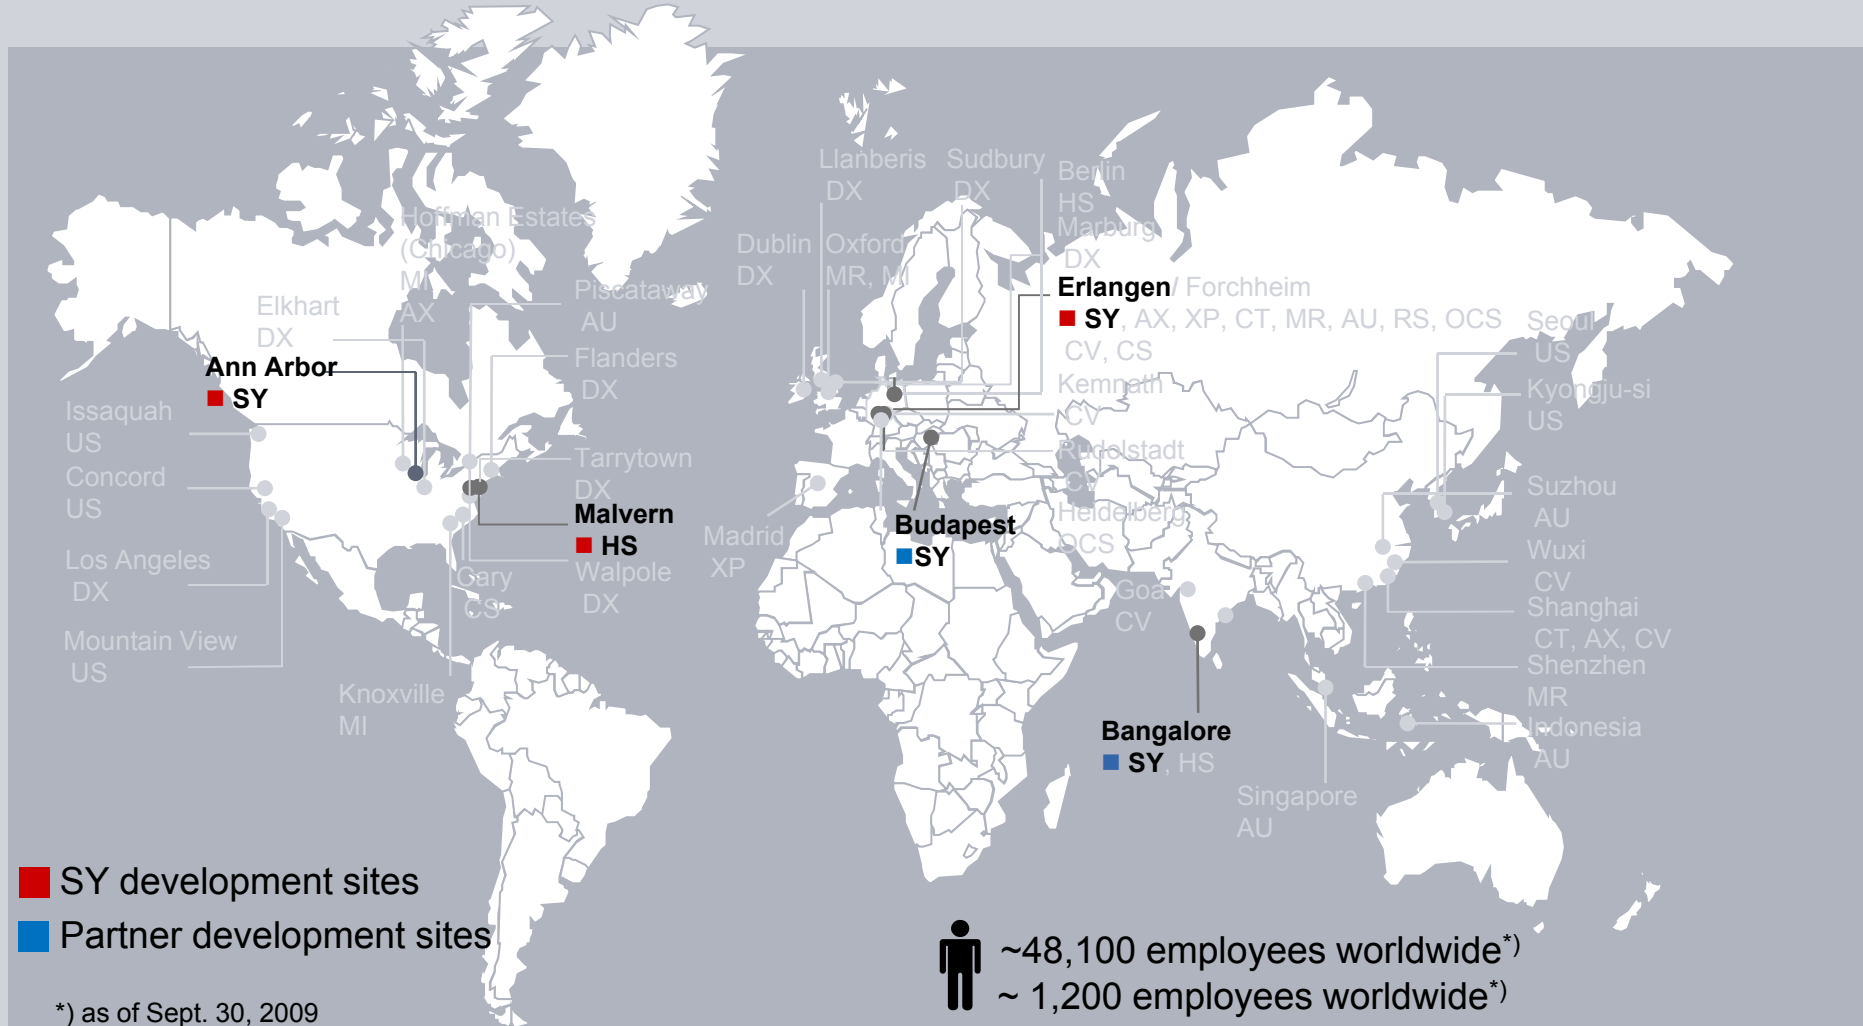 Llanberis
DX
Sudbury
DX
Berlin
HS
Marburg
DX
Hoffman Estates
(Chicago)
MI
AX
Dublin
DX
Oxford
MR, MI
Piscataway
AU
Elkhart
DX
Erlangen/ Forchheim
SY, AX, XP, CT, MR, AU, RS, OCS
CV, CS
Seoul
US
Ann Arbor
SY
Flanders
DX
Kemnath
CV
Kyongju-si
US
Issaquah
US
Rudolstadt
CV
Concord
US
Tarrytown
DX
Suzhou
AU
Malvern
HS
Madrid
XP
Budapest
SY
Heidelberg
OCS
Wuxi
CV
Los Angeles
DX
Cary
CS
Walpole
DX
Goa
CV
Shanghai
CT, AX, CV
Mountain View
US
Knoxville
MI
Shenzhen
MR
Bangalore
SY, HS
Indonesia
AU
Singapore
AU
SY development sites
Partner development sites
~48,100 employees worldwide*)
~ 1,200 employees worldwide*)
*) as of Sept. 30, 2009